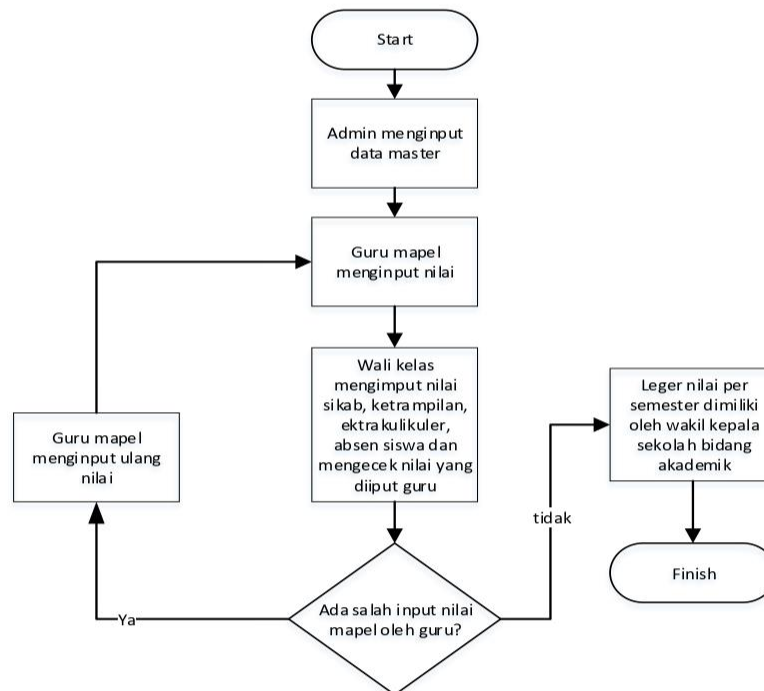 Start
Admin menginput
data master
Guru mapel
menginput nilai
Wali kelas
mengimput nilai
sikab, ketrampilan,
ektrakulikuler,
absen siswa dan
mengecek nilai yang
diiput guru
Leger nilai per
semester dimiliki
oleh wakil kepala
sekolah bidang
akademik
Guru mapel
menginput ulang
nilai
tidak
Finish
Ada salah input nilai
mapel oleh guru?
Ya